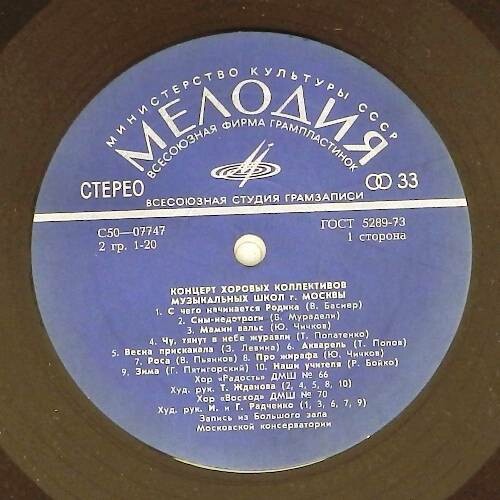 МИНИСТЕРСТВО КУЛЬТУРЫ СССР
МЕЛОДИЯ
ВСЕСОЮЗНАЯ ФИРМА ГРАМПЛАСТИНОК
СТЕРЕО
33
ВСЕСОЮЗНАЯ СТУДИЯ ГРАМЗАПИСИ
С50—07747
ГОСТ 5289-73
2 гр. 1-20
1 сторона
КОНЦЕРТ ХОРОВЫХ КОЛЛЕКТИВОВ
МУЗЫКАЛЬНЫХ ШКОЛ г. МОСКВЫ
1. С чего начинается Родина (В. Баснер)
2. Сны-недотроги (В. Мурадели)
3. Мамин вальс (Ю. Чичков)
4. Чу, тянут в небе журавли (Т. Попатенко)
5. Весна прискакала (З. Левина) 6. Акварель (Т. Попов)
7. Роса (В. Пьянков) 8. Про жирафа (Ю. Чичков)
9. Зима (Г. Пятигорский) 10. Наши учителя (Р. Бойко)
Хор «Радость» ДМШ № 66
Худ. рук. Т. Жданова (2, 4, 5, 8, 10)
Хор «Восход» ДМШ № 70
Худ. рук. И. и Г. Радченко (1, 3, 6, 7, 9)
Запись из Большого зала
Московской консерватории